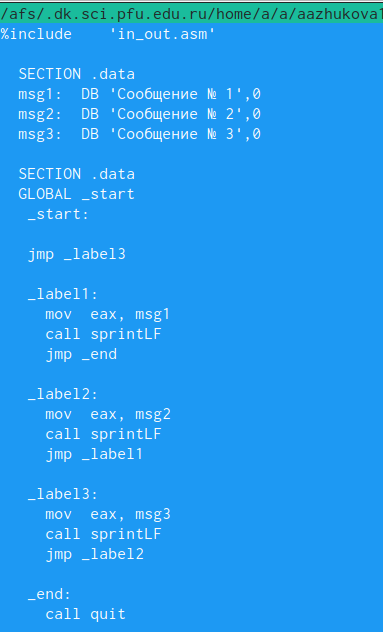 /afs/.dk.sci.pfu.edu.ru/home/a/a/aazhukova1
%include    'in_out.asm'
SECTION .data
msg1:  DB 'Сообщение № 1',0
msg2:  DB 'Сообщение № 2',0
msg3:  DB 'Сообщение № 3',0
SECTION .data
GLOBAL _start
_start:
jmp _label3
_label1:
mov  eax, msg1
call sprintLF
jmp _end
_label2:
mov  eax, msg2
call sprintLF
jmp _label1
_label3:
mov  eax, msg3
call sprintLF
jmp _label2
_end:
call quit